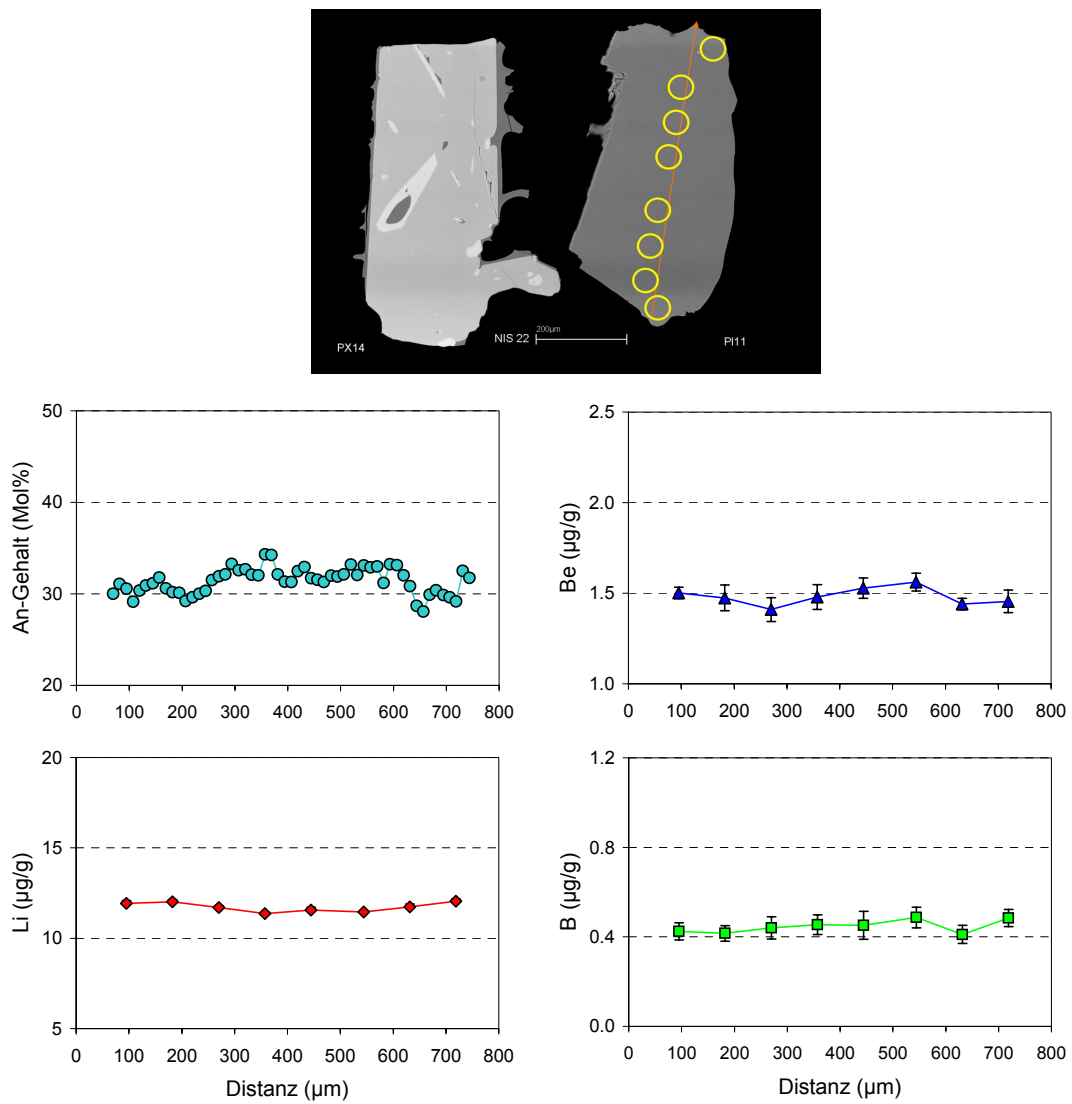 PX14
NIS 22
200µm
PI11
An-Gehalt (Mol%)
50
40
30
20
0 100 200 300 400 500 600 700 800
Be (µg/g)
2.5
2.0
1.5
1.0
0 100 200 300 400 500 600 700 800
Li (µg/g)
20
15
10
5
0 100 200 300 400 500 600 700 800
Distanz (µm)
B (µg/g)
1.2
0.8
0.4
0.0
0 100 200 300 400 500 600 700 800
Distanz (µm)